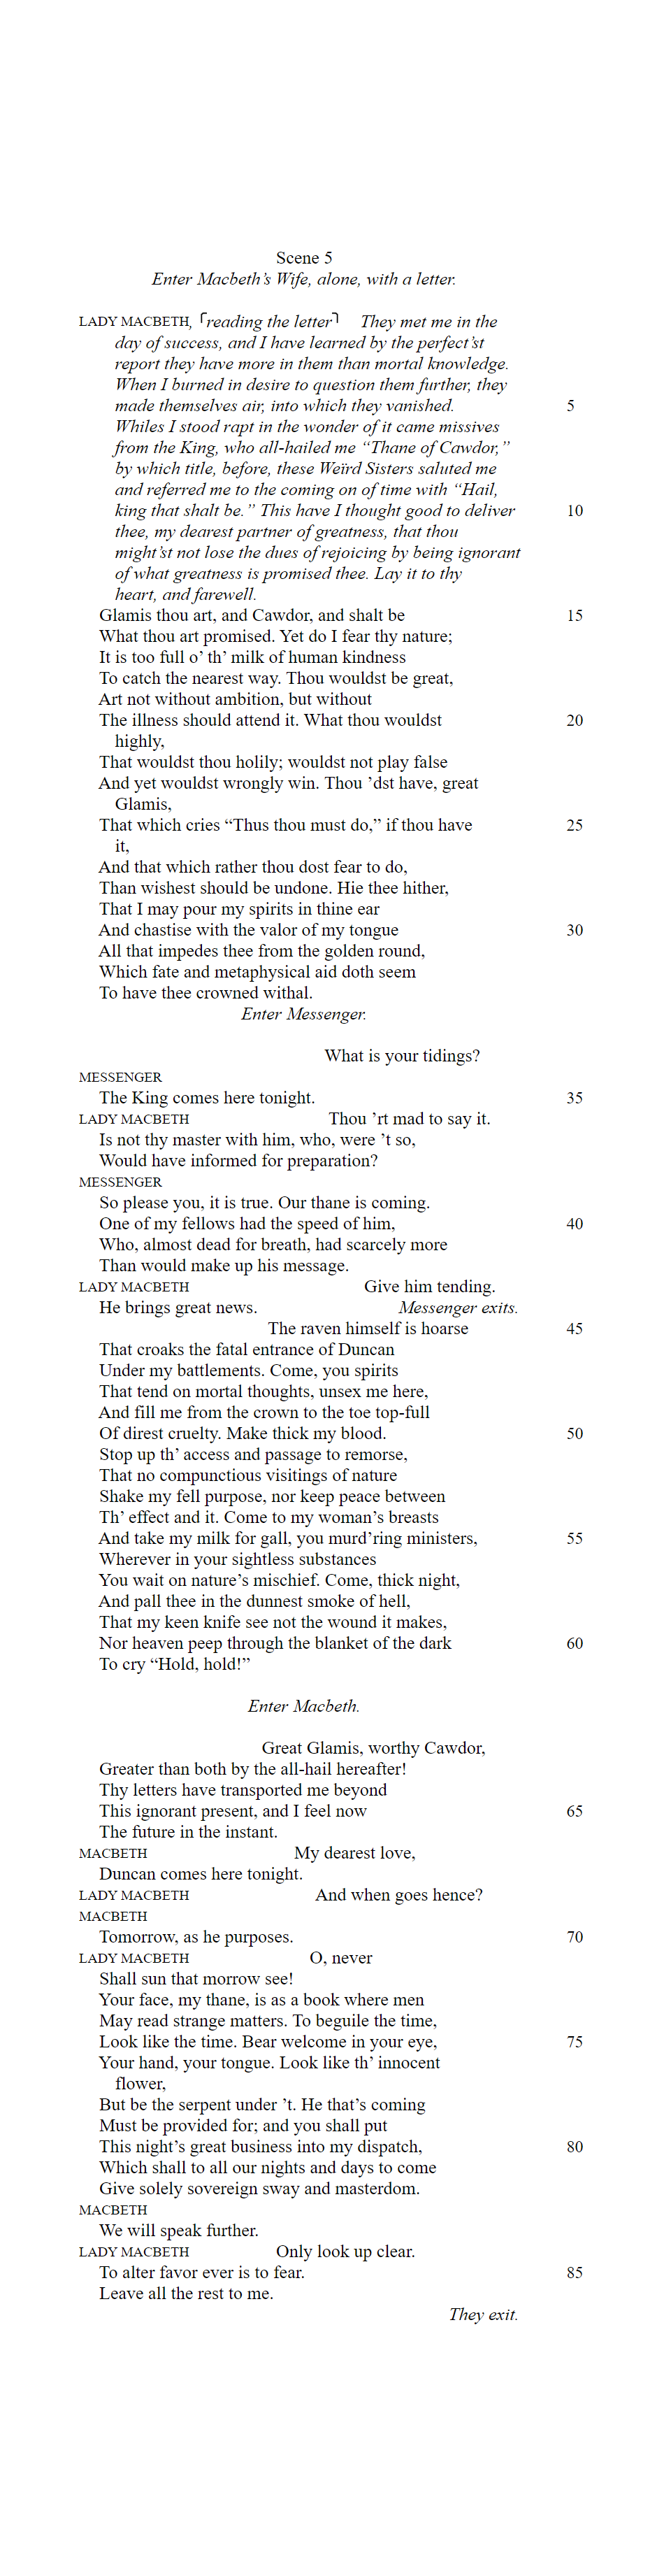 Scene 5
Enter Macbeth’s Wife, alone, with a letter.
LADY MACBETH, ⌜reading the letter⌝ They met me in the
day of success, and I have learned by the perfect’st
report they have more in them than mortal knowledge.
When I burned in desire to question them further, they
made themselves air, into which they vanished. 5
Whiles I stood rapt in the wonder of it came missives
from the King, who all-hailed me “Thane of Cawdor,”
by which title, before, these Weïrd Sisters saluted me
and referred me to the coming on of time with “Hail,
king that shalt be.” This have I thought good to deliver 10
thee, my dearest partner of greatness, that thou
might’st not lose the dues of rejoicing by being ignorant
of what greatness is promised thee. Lay it to thy
heart, and farewell.
Glamis thou art, and Cawdor, and shalt be 15
What thou art promised. Yet do I fear thy nature;
It is too full o’ th’ milk of human kindness
To catch the nearest way. Thou wouldst be great,
Art not without ambition, but without
The illness should attend it. What thou wouldst 20
highly,
That wouldst thou holily; wouldst not play false
And yet wouldst wrongly win. Thou ’dst have, great
Glamis,
That which cries “Thus thou must do,” if thou have 25
it,
And that which rather thou dost fear to do,
Than wishest should be undone. Hie thee hither,
That I may pour my spirits in thine ear
And chastise with the valor of my tongue 30
All that impedes thee from the golden round,
Which fate and metaphysical aid doth seem
To have thee crowned withal.
Enter Messenger.
What is your tidings?
MESSENGER
The King comes here tonight. 35
LADY MACBETH Thou ’rt mad to say it.
Is not thy master with him, who, were ’t so,
Would have informed for preparation?
MESSENGER
So please you, it is true. Our thane is coming.
One of my fellows had the speed of him, 40
Who, almost dead for breath, had scarcely more
Than would make up his message.
LADY MACBETH Give him tending.
He brings great news. Messenger exits.
The raven himself is hoarse 45
That croaks the fatal entrance of Duncan
Under my battlements. Come, you spirits
That tend on mortal thoughts, unsex me here,
And fill me from the crown to the toe top-full
Of direst cruelty. Make thick my blood. 50
Stop up th’ access and passage to remorse,
That no compunctious visitings of nature
Shake my fell purpose, nor keep peace between
Th’ effect and it. Come to my woman’s breasts
And take my milk for gall, you murd’ring ministers, 55
Wherever in your sightless substances
You wait on nature’s mischief. Come, thick night,
And pall thee in the dunnest smoke of hell,
That my keen knife see not the wound it makes,
Nor heaven peep through the blanket of the dark 60
To cry “Hold, hold!”
Enter Macbeth.
Great Glamis, worthy Cawdor,
Greater than both by the all-hail hereafter!
Thy letters have transported me beyond
This ignorant present, and I feel now 65
The future in the instant.
MACBETH My dearest love,
Duncan comes here tonight.
LADY MACBETH And when goes hence?
MACBETH
Tomorrow, as he purposes. 70
LADY MACBETH O, never
Shall sun that morrow see!
Your face, my thane, is as a book where men
May read strange matters. To beguile the time,
Look like the time. Bear welcome in your eye, 75
Your hand, your tongue. Look like th’ innocent
flower,
But be the serpent under ’t. He that’s coming
Must be provided for; and you shall put
This night’s great business into my dispatch, 80
Which shall to all our nights and days to come
Give solely sovereign sway and masterdom.
MACBETH
We will speak further.
LADY MACBETH Only look up clear.
To alter favor ever is to fear. 85
Leave all the rest to me.
They exit.